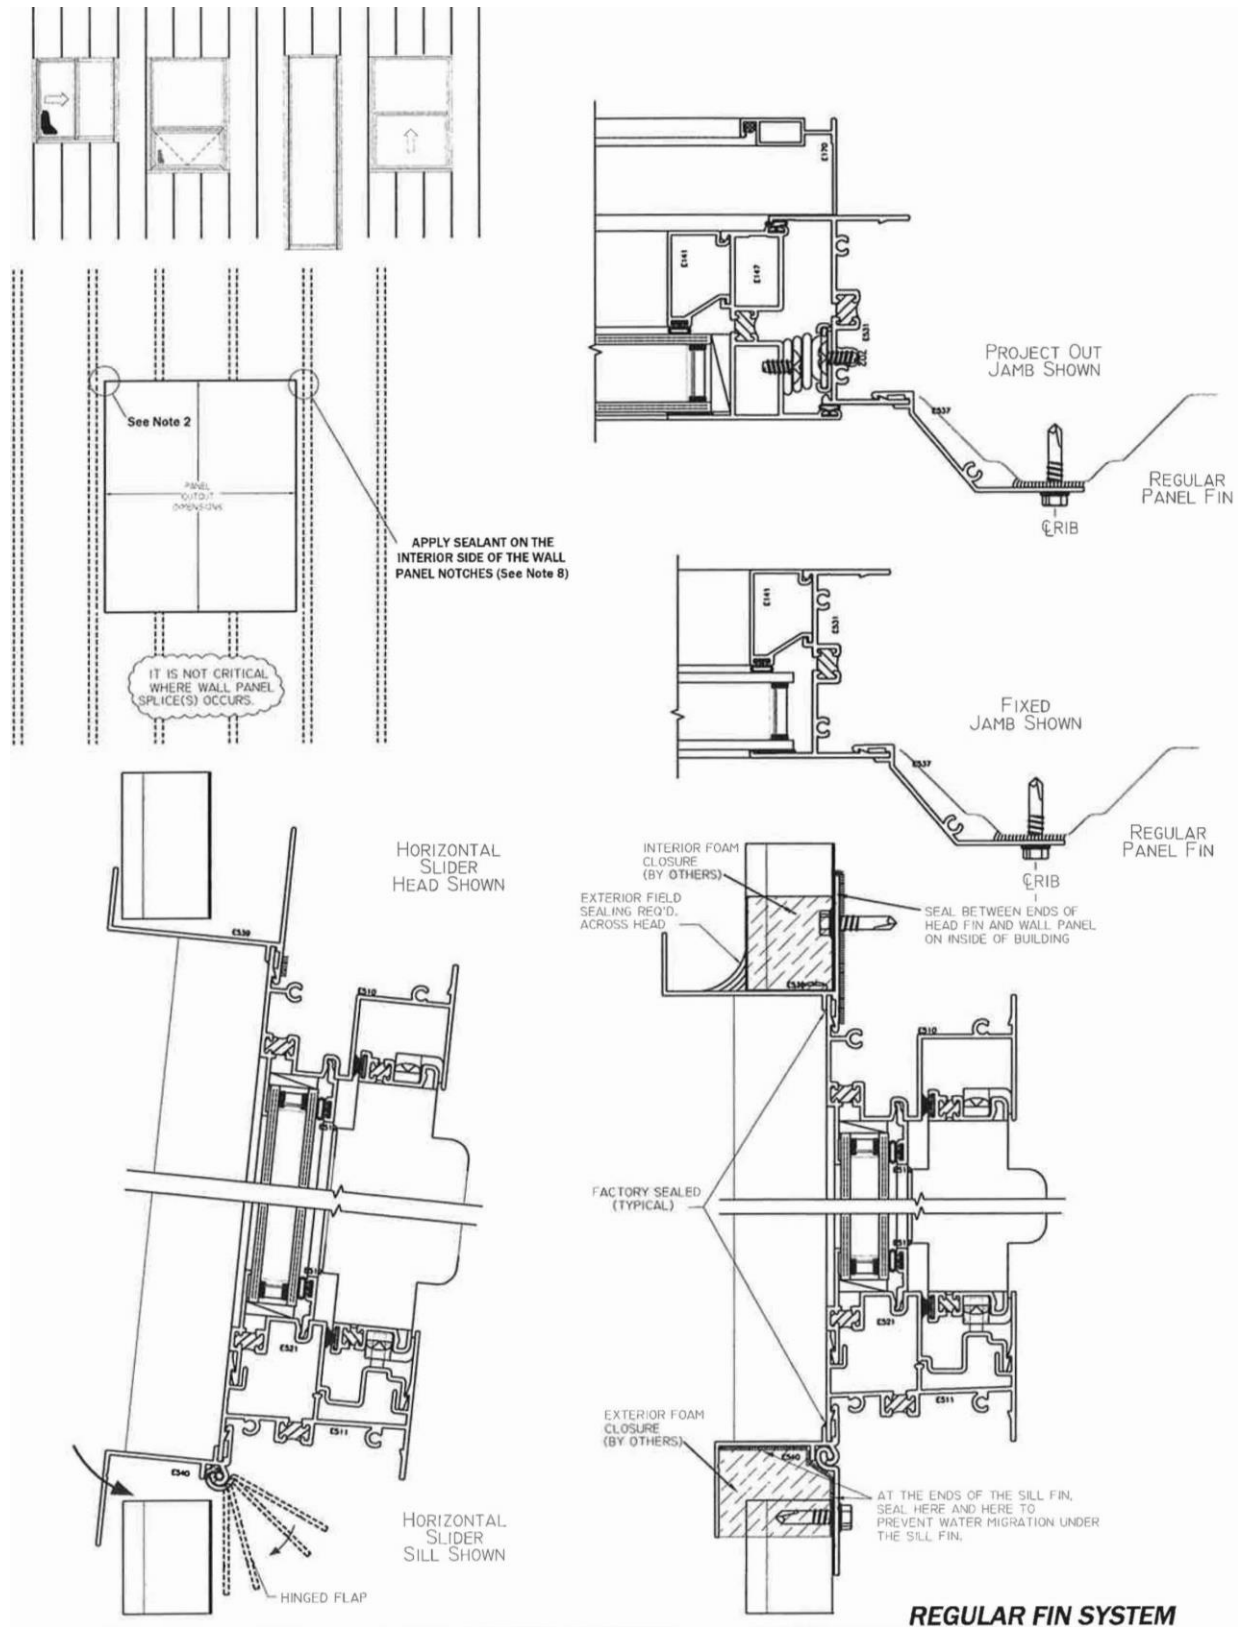 See Note 2
PANEL
CUTOUT
DIMENSIONS
APPLY SEALANT ON THE
INTERIOR SIDE OF THE WALL
PANEL NOTCHES (See Note 8)
IT IS NOT CRITICAL
WHERE WALL PANEL
SPLICE(S) OCCURS.
E170
E141
E147
E531
202
E537
PROJECT OUT
JAMB SHOWN
REGULAR
PANEL FIN
℄RIB
E141
E531
E537
FIXED
JAMB SHOWN
REGULAR
PANEL FIN
℄RIB
HORIZONTAL
SLIDER
HEAD SHOWN
E539
E510
E521
E511
E540
HORIZONTAL
SLIDER
SILL SHOWN
HINGED FLAP
INTERIOR FOAM
CLOSURE
(BY OTHERS)
EXTERIOR FIELD
SEALING REQ'D.
ACROSS HEAD
SEAL BETWEEN ENDS OF
HEAD FIN AND WALL PANEL
ON INSIDE OF BUILDING
E510
FACTORY SEALED
(TYPICAL)
E521
E511
EXTERIOR FOAM
CLOSURE
(BY OTHERS)
E540
AT THE ENDS OF THE SILL FIN,
SEAL HERE AND HERE TO
PREVENT WATER MIGRATION UNDER
THE SILL FIN.
REGULAR FIN SYSTEM